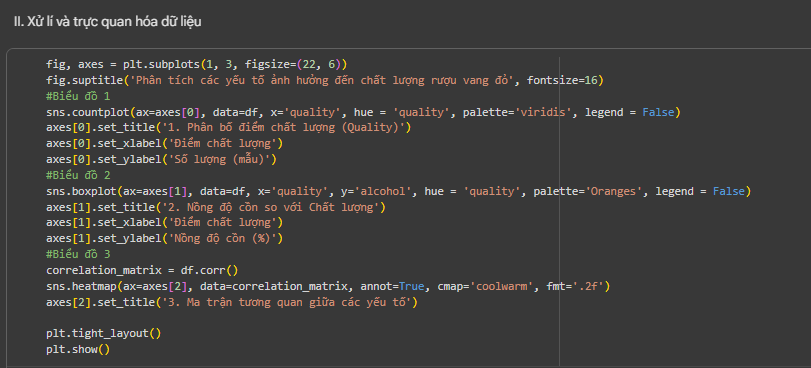 II. Xử lí và trực quan hóa dữ liệu
fig, axes = plt.subplots(1, 3, figsize=(22, 6))
fig.suptitle('Phân tích các yếu tố ảnh hưởng đến chất lượng rượu vang đỏ', fontsize=16)
#Biểu đồ 1
sns.countplot(ax=axes[0], data=df, x='quality', hue = 'quality', palette='viridis', legend = False)
axes[0].set_title('1. Phân bố điểm chất lượng (Quality)')
axes[0].set_xlabel('Điểm chất lượng')
axes[0].set_ylabel('Số lượng (mẫu)')
#Biểu đồ 2
sns.boxplot(ax=axes[1], data=df, x='quality', y='alcohol', hue = 'quality', palette='Oranges', legend = False)
axes[1].set_title('2. Nồng độ cồn so với Chất lượng')
axes[1].set_xlabel('Điểm chất lượng')
axes[1].set_ylabel('Nồng độ cồn (%)')
#Biểu đồ 3
correlation_matrix = df.corr()
sns.heatmap(ax=axes[2], data=correlation_matrix, annot=True, cmap='coolwarm', fmt='.2f')
axes[2].set_title('3. Ma trận tương quan giữa các yếu tố')
plt.tight_layout()
plt.show()